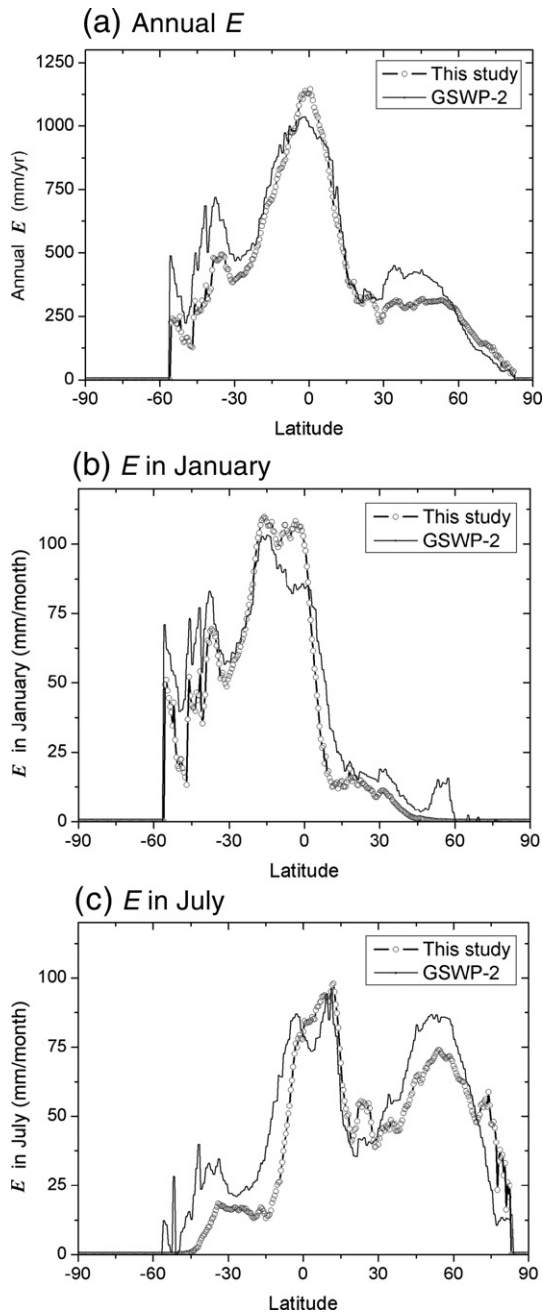 (a) Annual E
This study
GSWP-2
Annual E (mm/yr)
1250
1000
750
500
250
0
-90 -60 -30 0 30 60 90
Latitude
(b) E in January
This study
GSWP-2
E in January (mm/month)
100
75
50
25
0
-90 -60 -30 0 30 60 90
Latitude
(c) E in July
This study
GSWP-2
E in July (mm/month)
100
75
50
25
0
-90 -60 -30 0 30 60 90
Latitude